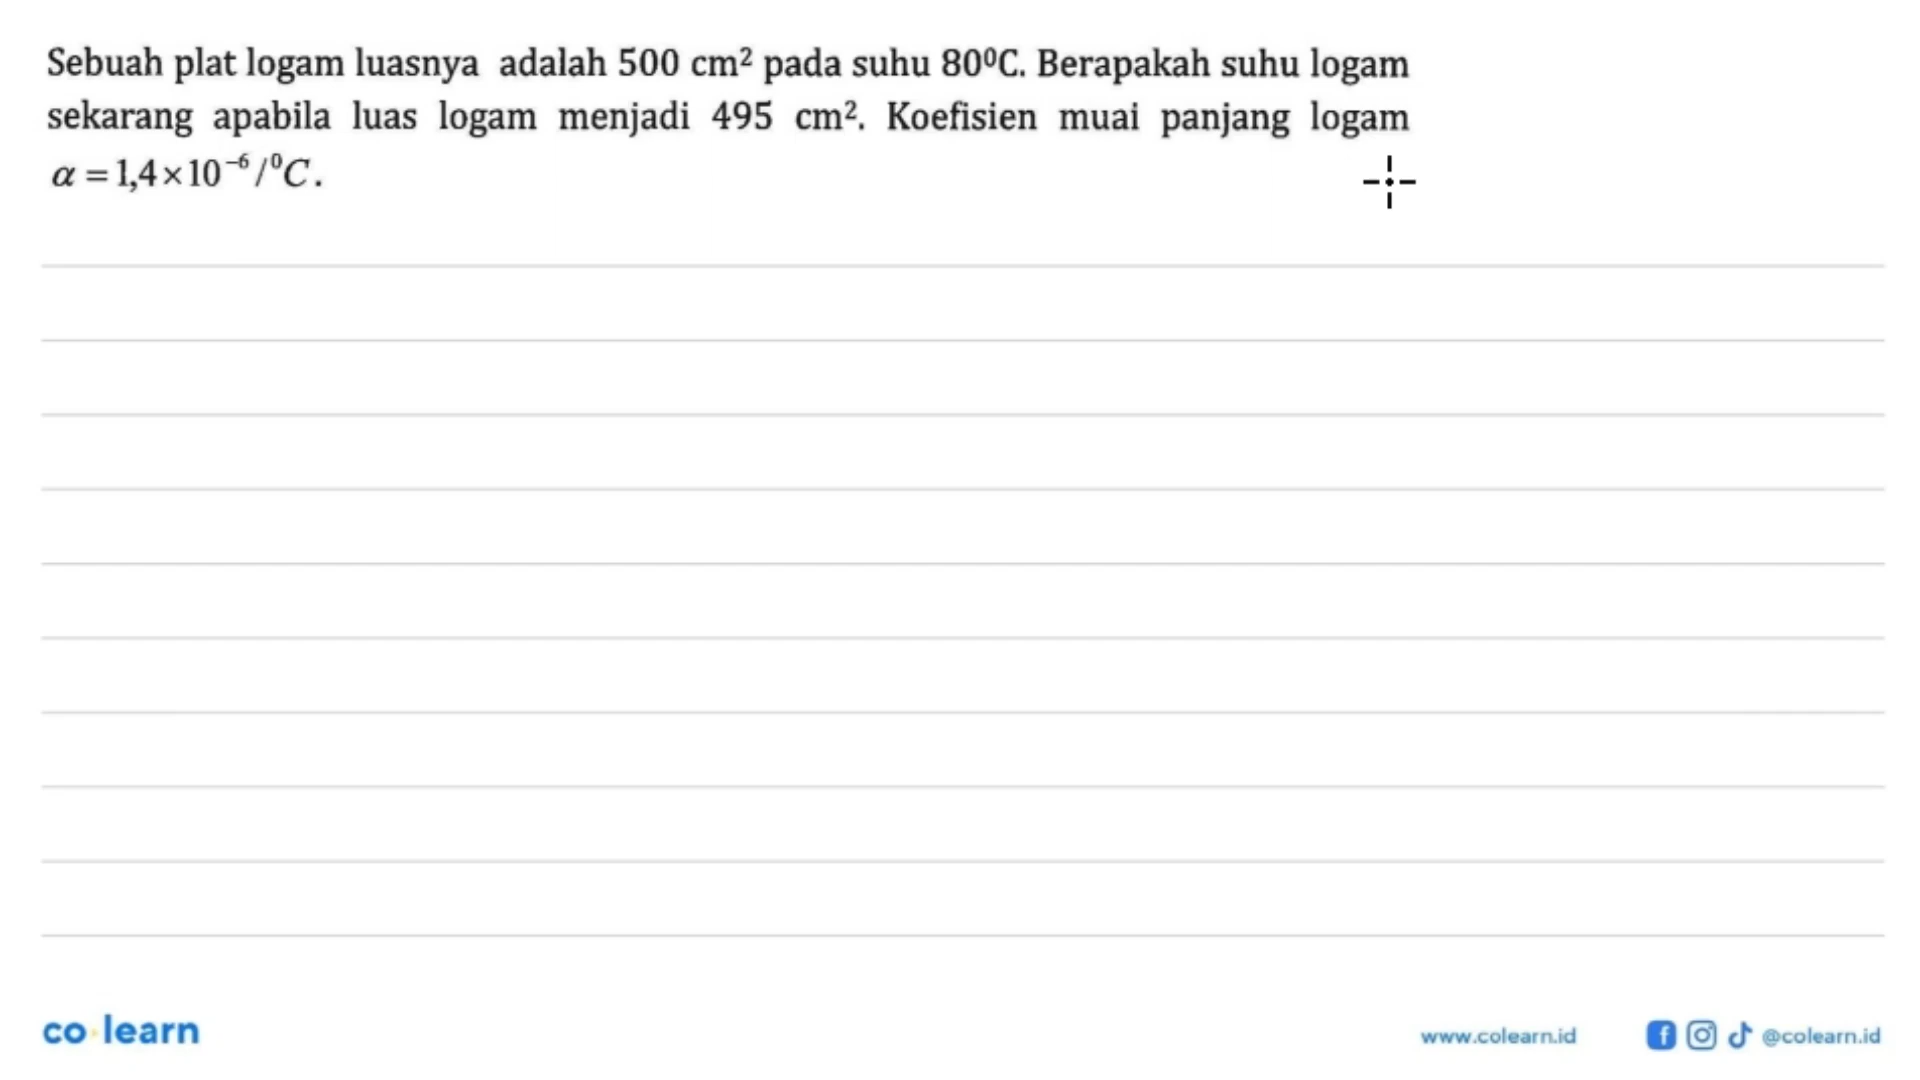 Sebuah plat logam luasnya adalah 500 cm² pada suhu 80⁰C. Berapakah suhu logam
sekarang apabila luas logam menjadi 495 cm². Koefisien muai panjang logam
α = 1,4 × 10⁻⁶ / ⁰C.
co learn
www.colearn.id
@colearn.id